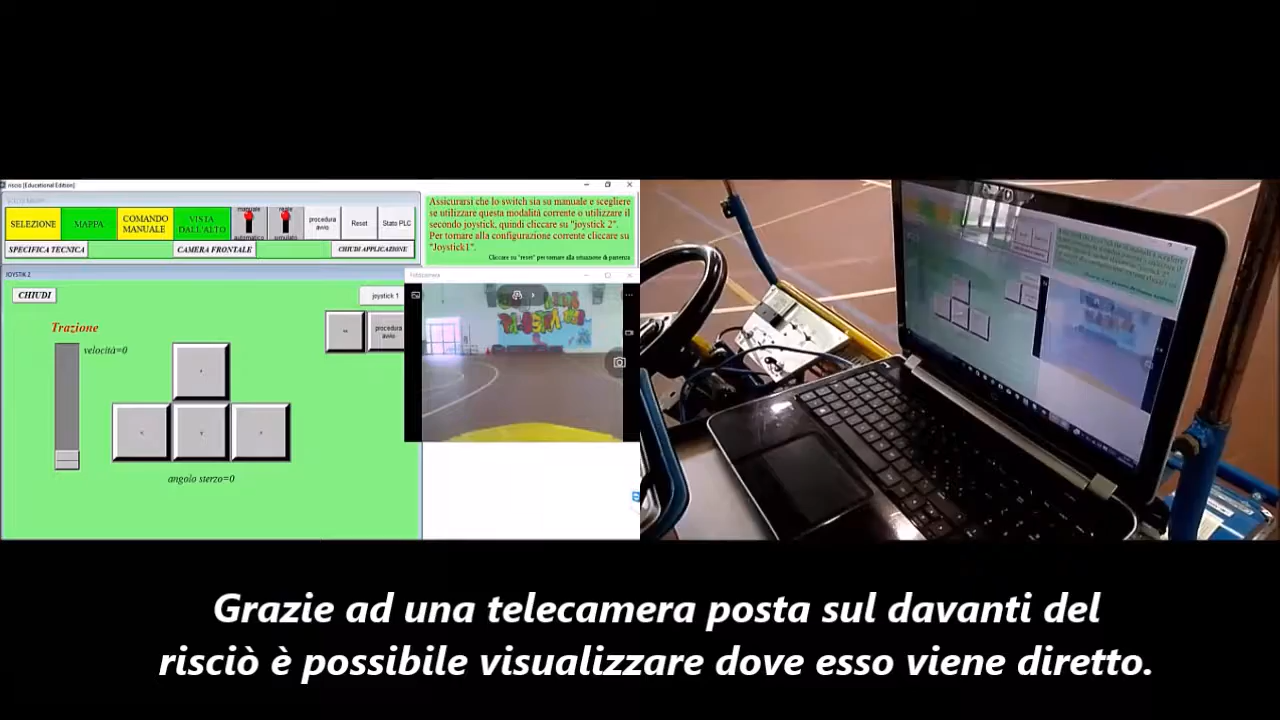 riscio [Educational Edition]
SELEZIONE
MAPPA
COMANDO
MANUALE
VISTA
DALL'ALTO
manuale
automatico
reale
simulato
procedura
avvio
Reset
Stato PLC
SPECIFICA TECNICA
CAMERA FRONTALE
CHIUDI APPLICAZIONE
Assicurarsi che lo switch sia su manuale e scegliere
se utilizzare questa modalità corrente o utilizzare il
secondo joystick, quindi cliccare su "joystick 2".
Per tornare alla configurazione corrente cliccare su
"Joystick1".
Cliccare su "reset" per tornare alla situazione di partenza
JOYSTIK 2
CHIUDI
joystick 1
procedura
avvio
Trazione
velocità=0
angolo sterzo=0
Fotocamera
Grazie ad una telecamera posta sul davanti del
risciò è possibile visualizzare dove esso viene diretto.